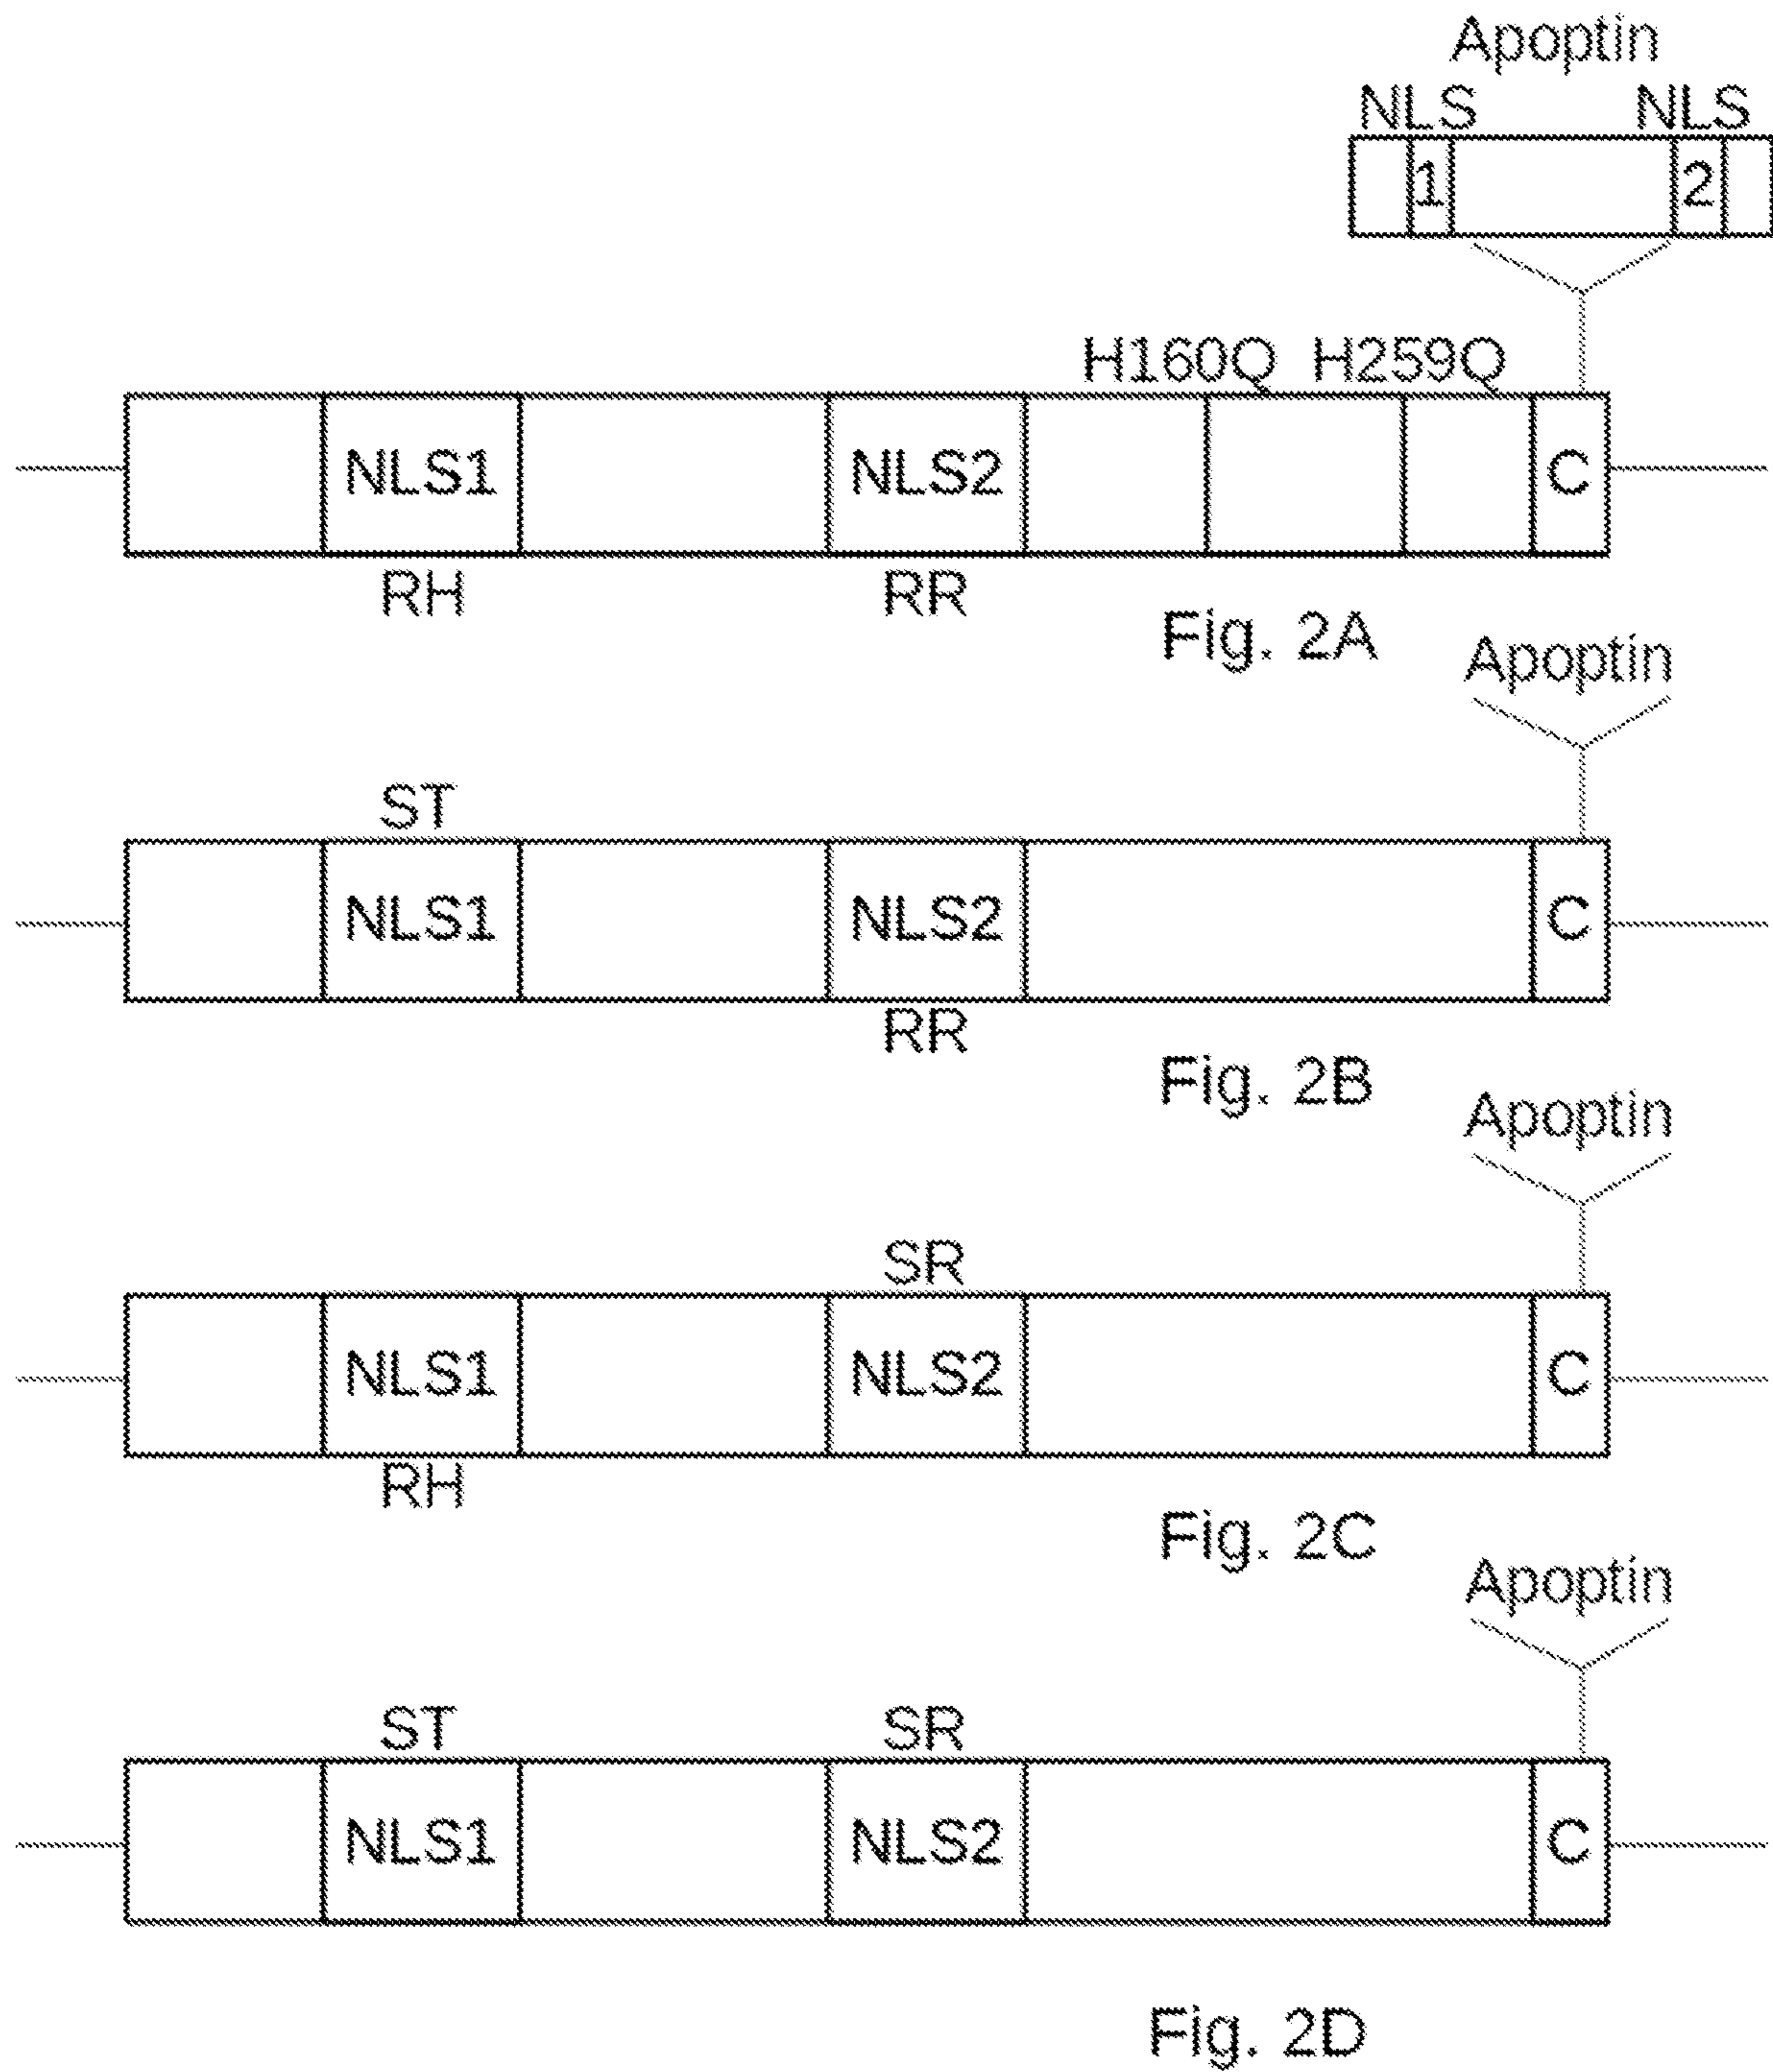 Apoptin
NLS NLS
1 2
H160Q H259Q
NLS1 NLS2 C
RH RR
Fig. 2A
Apoptin
ST
NLS1 NLS2 C
RR
Fig. 2B
Apoptin
SR
NLS1 NLS2 C
RH
Fig. 2C
Apoptin
ST SR
NLS1 NLS2 C
Fig. 2D